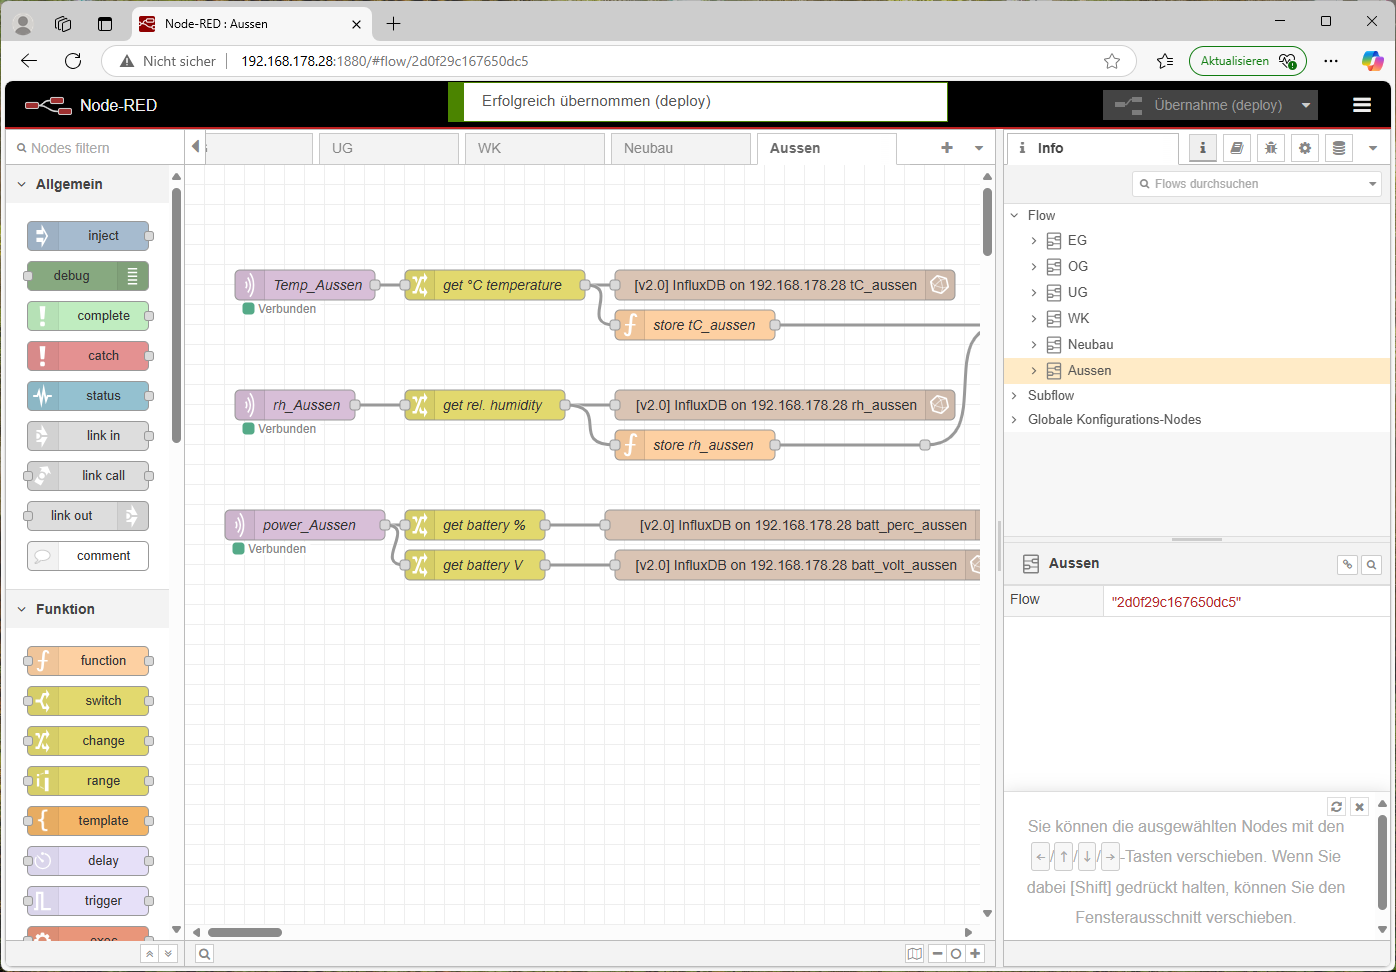 Node-RED : Aussen
Nicht sicher
192.168.178.28:1880/#flow/2d0f29c167650dc5
Aktualisieren
Node-RED
Erfolgreich übernommen (deploy)
Übernahme (deploy)
Nodes filtern
UG
WK
Neubau
Aussen
Info
Flows durchsuchen
Allgemein
inject
debug
complete
catch
status
link in
link call
link out
comment
Funktion
function
switch
change
range
template
delay
trigger
Temp_Aussen
Verbunden
get °C temperature
[v2.0] InfluxDB on 192.168.178.28 tC_aussen
store tC_aussen
rh_Aussen
Verbunden
get rel. humidity
[v2.0] InfluxDB on 192.168.178.28 rh_aussen
store rh_aussen
power_Aussen
Verbunden
get battery %
[v2.0] InfluxDB on 192.168.178.28 batt_perc_aussen
get battery V
[v2.0] InfluxDB on 192.168.178.28 batt_volt_aussen
Flow
EG
OG
UG
WK
Neubau
Aussen
Subflow
Globale Konfigurations-Nodes
Aussen
Flow
"2d0f29c167650dc5"
Sie können die ausgewählten Nodes mit den
←/↑/↓/→-Tasten verschieben. Wenn Sie
dabei [Shift] gedrückt halten, können Sie den
Fensterausschnitt verschieben.